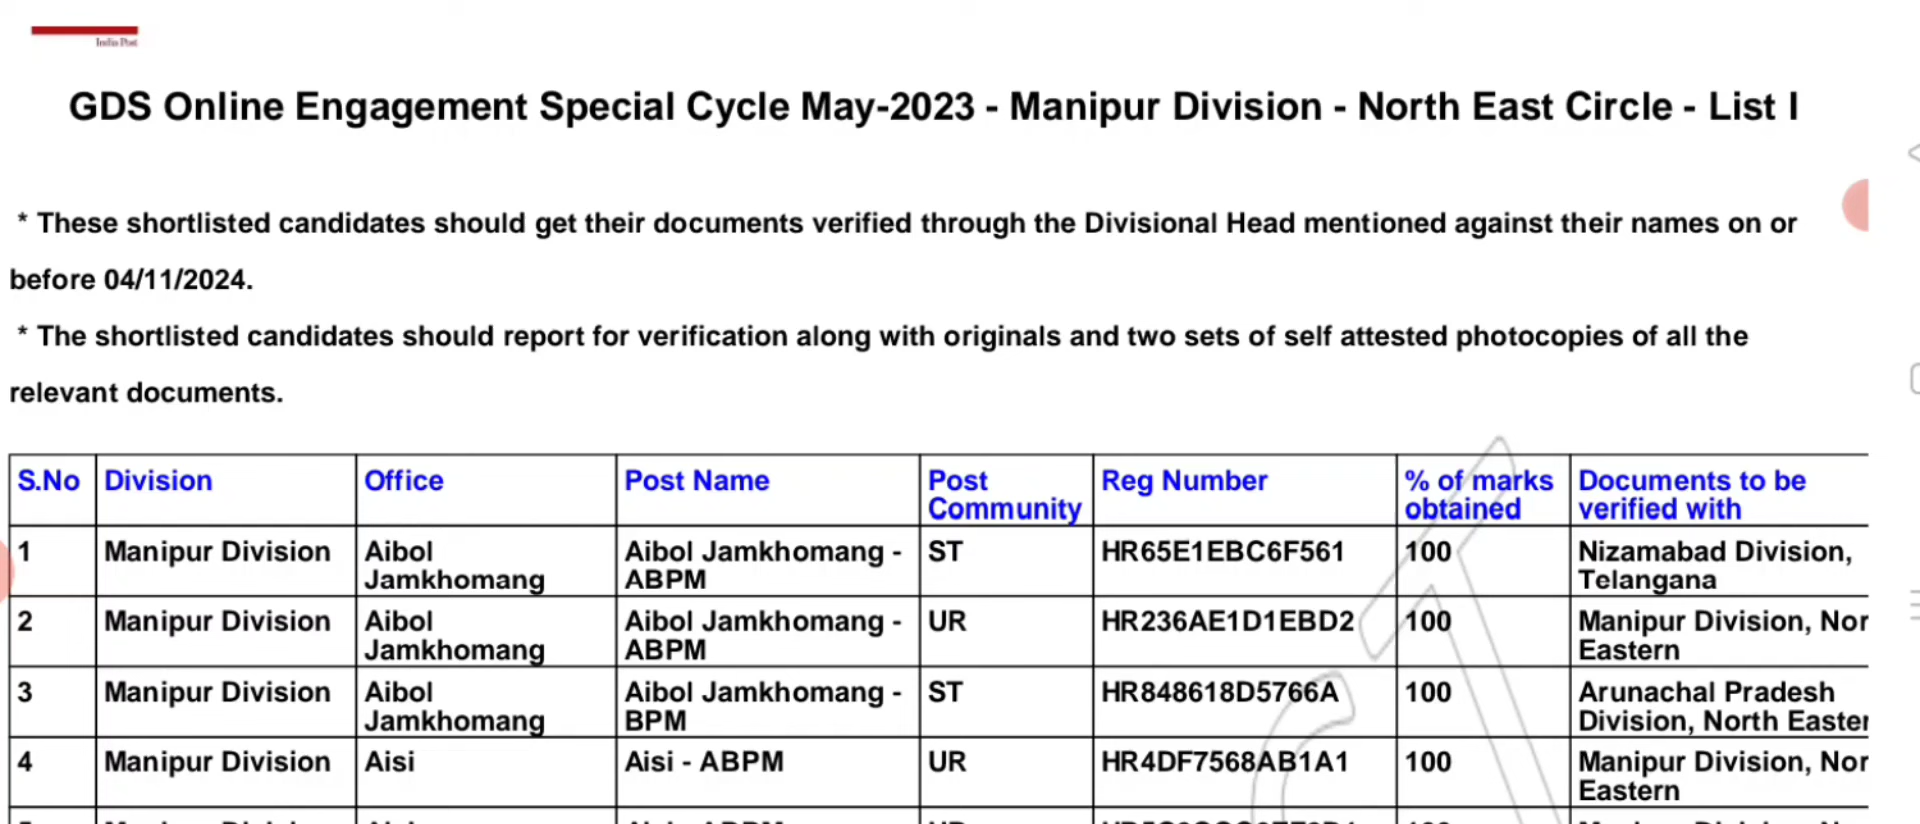 India Post
GDS Online Engagement Special Cycle May-2023 - Manipur Division - North East Circle - List I
* These shortlisted candidates should get their documents verified through the Divisional Head mentioned against their names on or
before 04/11/2024.
* The shortlisted candidates should report for verification along with originals and two sets of self attested photocopies of all the
relevant documents.
S.No Division Office Post Name Post Reg Number % of marks Documents to be
Community obtained verified with
1 Manipur Division Aibol Aibol Jamkhomang - ST HR65E1EBC6F561 100 Nizamabad Division,
Jamkhomang ABPM Telangana
2 Manipur Division Aibol Aibol Jamkhomang - UR HR236AE1D1EBD2 100 Manipur Division, Nor
Jamkhomang ABPM Eastern
3 Manipur Division Aibol Aibol Jamkhomang - ST HR848618D5766A 100 Arunachal Pradesh
Jamkhomang BPM Division, North Easter
4 Manipur Division Aisi Aisi - ABPM UR HR4DF7568AB1A1 100 Manipur Division, Nor
Eastern